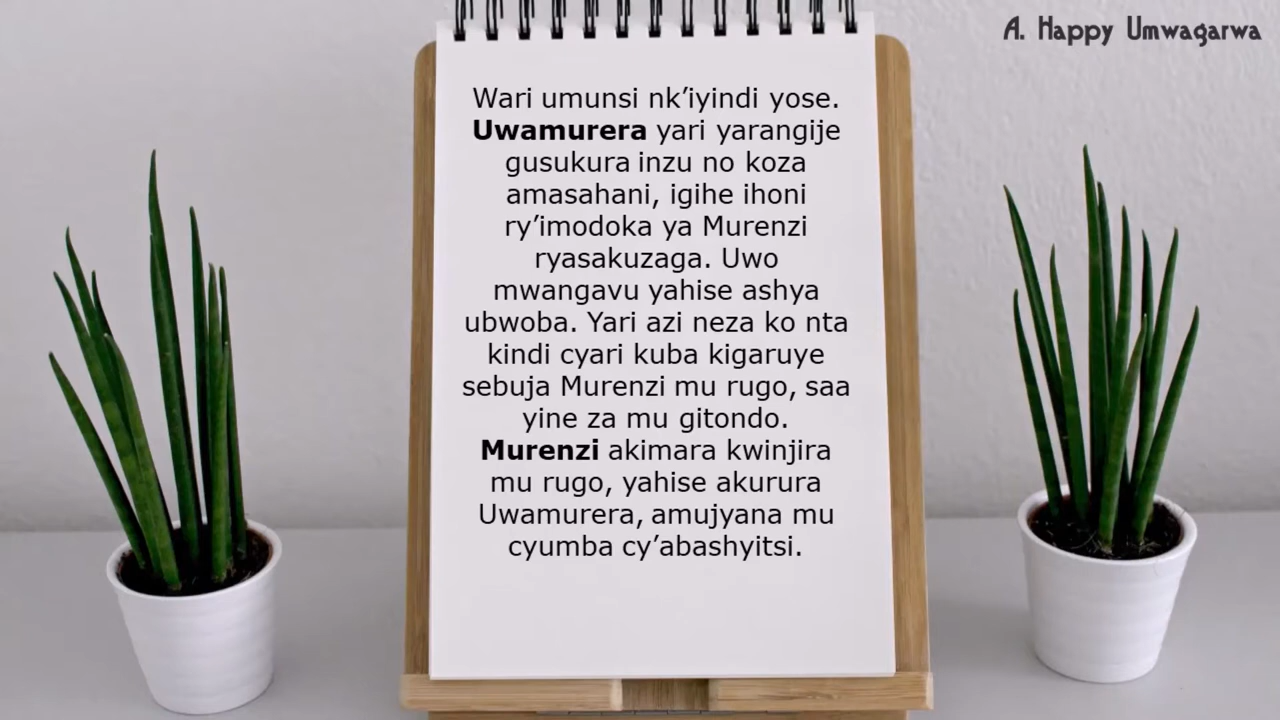 A. Happy Umwagarwa
Wari umunsi nk’iyindi yose.
Uwamurera yari yarangije
gusukura inzu no koza
amasahani, igihe ihoni
ry’imodoka ya Murenzi
ryasakuzaga. Uwo
mwangavu yahise ashya
ubwoba. Yari azi neza ko nta
kindi cyari kuba kigaruye
sebuja Murenzi mu rugo, saa
yine za mu gitondo.
Murenzi akimara kwinjira
mu rugo, yahise akurura
Uwamurera, amujyana mu
cyumba cy’abashyitsi.